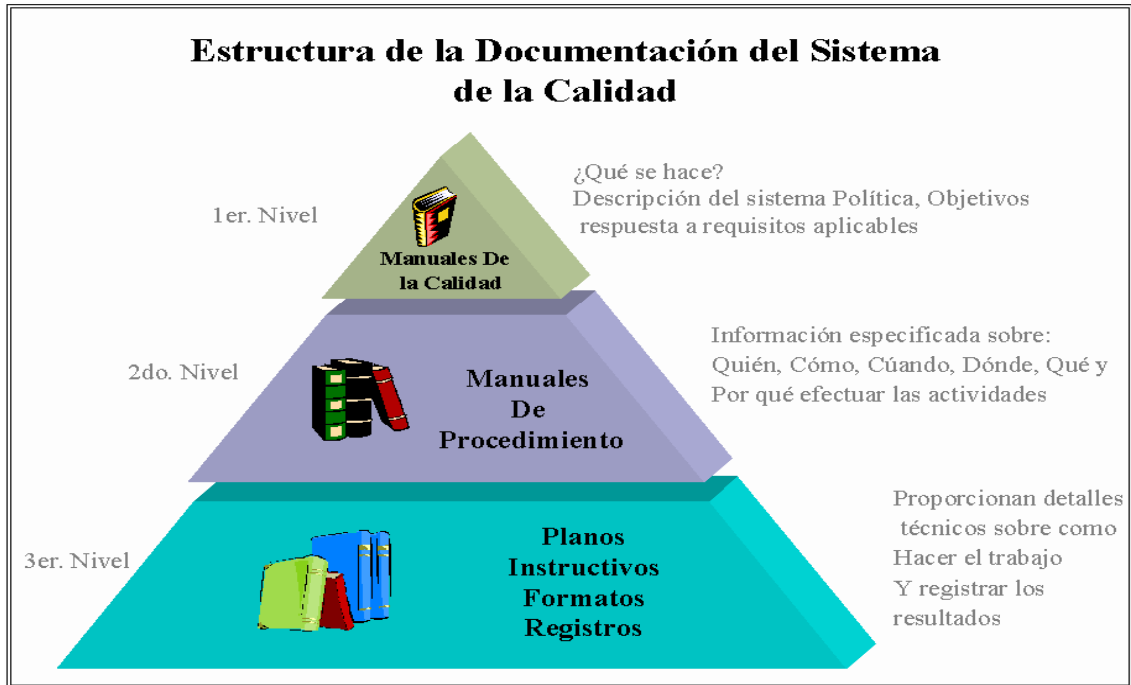 Estructura de la Documentación del Sistema
de la Calidad
1er. Nivel
Manuales De
la Calidad
¿Qué se hace?
Descripción del sistema Política, Objetivos
respuesta a requisitos aplicables
2do. Nivel
Manuales
De
Procedimiento
Información especificada sobre:
Quién, Cómo, Cúando, Dónde, Qué y
Por qué efectuar las actividades
3er. Nivel
Planos
Instructivos
Formatos
Registros
Proporcionan detalles
técnicos sobre como
Hacer el trabajo
Y registrar los
resultados